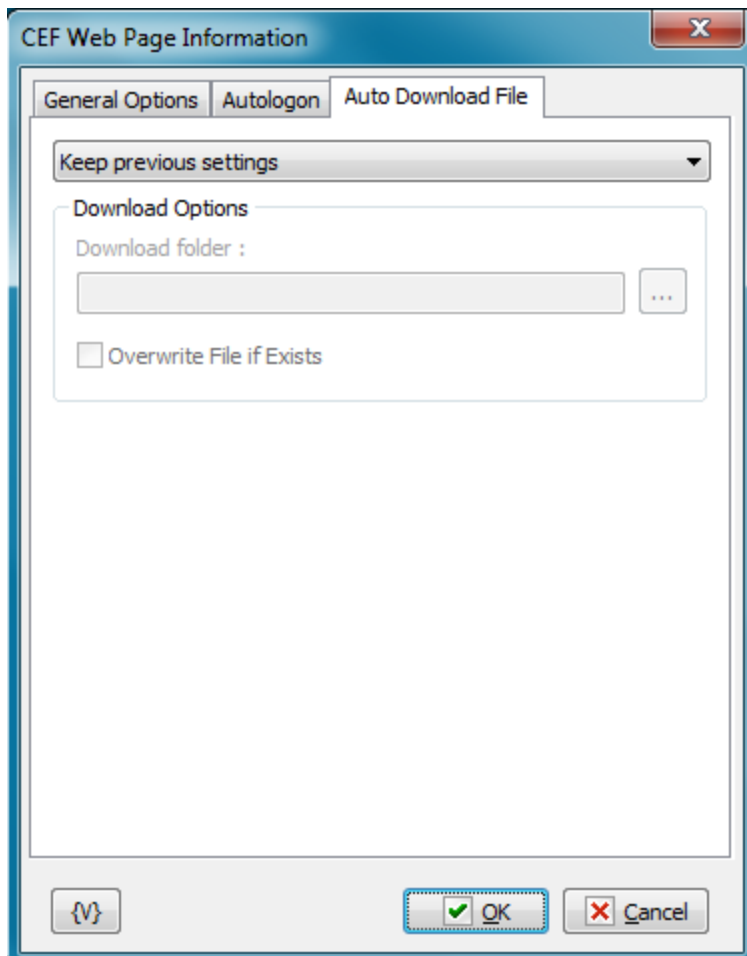 CEF Web Page Information
General Options Autologon Auto Download File
Keep previous settings
Download Options
Download folder :
...
Overwrite File if Exists
{V} OK Cancel